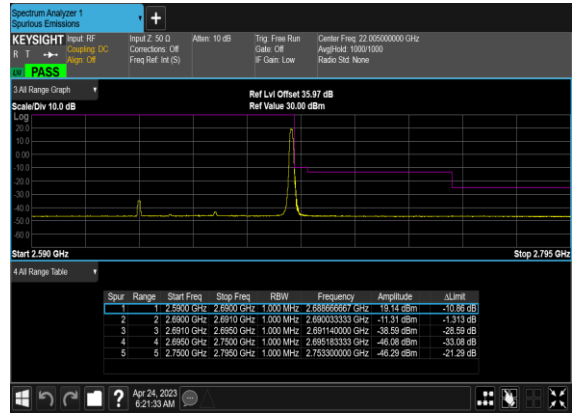 Spectrum Analyzer 1
Spurious Emissions
+
KEYSIGHT Input: RF Input Z: 50 Ω Atten: 10 dB Trig: Free Run Center Freq: 22.005000000 GHz
R T Coupling: DC Corrections: Off Gate: Off Avg|Hold: 1000/1000
Align: Off Freq Ref: Int (S) IF Gain: Low Radio Std: None
PASS
3 All Range Graph
Ref Lvl Offset 35.97 dB
Scale/Div 10.0 dB Ref Value 30.00 dBm
Log
20.0
10.0
0.00
-10.0
-20.0
-30.0
-40.0
-50.0
-60.0
Start 2.590 GHz Stop 2.795 GHz
4 All Range Table
Spur Range Start Freq Stop Freq RBW Frequency Amplitude ΔLimit
1 1 2.5900 GHz 2.6900 GHz 1.000 MHz 2.688666667 GHz 19.14 dBm -10.86 dB
2 2 2.6900 GHz 2.6910 GHz 1.000 MHz 2.690033333 GHz -11.31 dBm -1.313 dB
3 3 2.6910 GHz 2.6950 GHz 1.000 MHz 2.691140000 GHz -38.59 dBm -28.59 dB
4 4 2.6950 GHz 2.7500 GHz 1.000 MHz 2.695183333 GHz -46.08 dBm -33.08 dB
5 5 2.7500 GHz 2.7950 GHz 1.000 MHz 2.753300000 GHz -46.29 dBm -21.29 dB
? Apr 24, 2023
6:21:33 AM